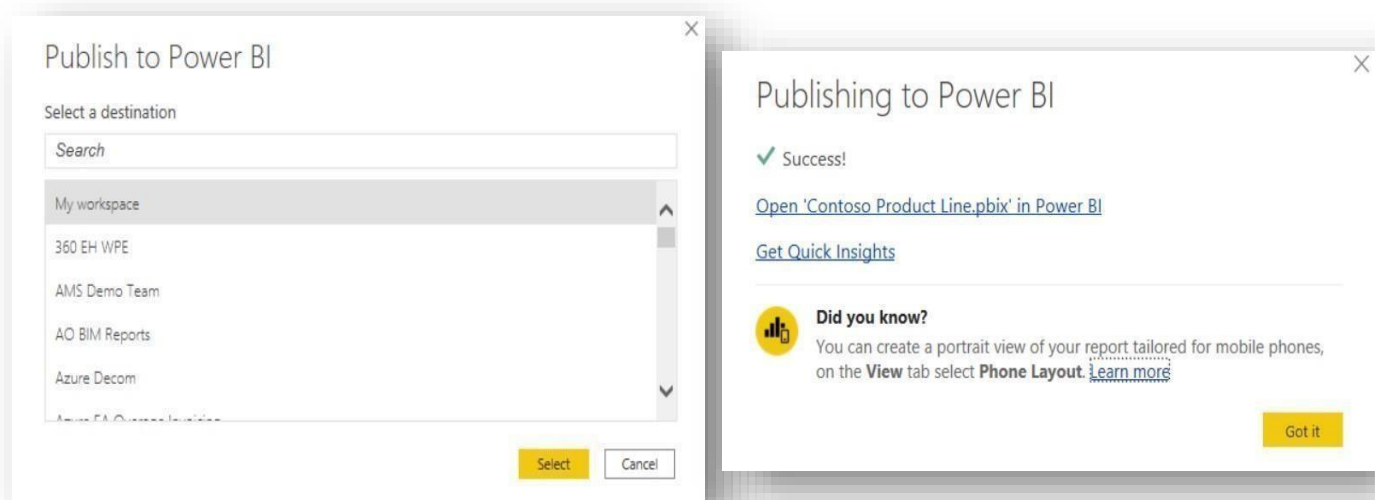 Publish to Power BI
Select a destination
Search
My workspace
360 EH WPE
AMS Demo Team
AO BIM Reports
Azure Decom
Select
Cancel
Publishing to Power BI
Success!
Open 'Contoso Product Line.pbix' in Power BI
Get Quick Insights
Did you know?
You can create a portrait view of your report tailored for mobile phones,
on the View tab select Phone Layout. Learn more
Got it